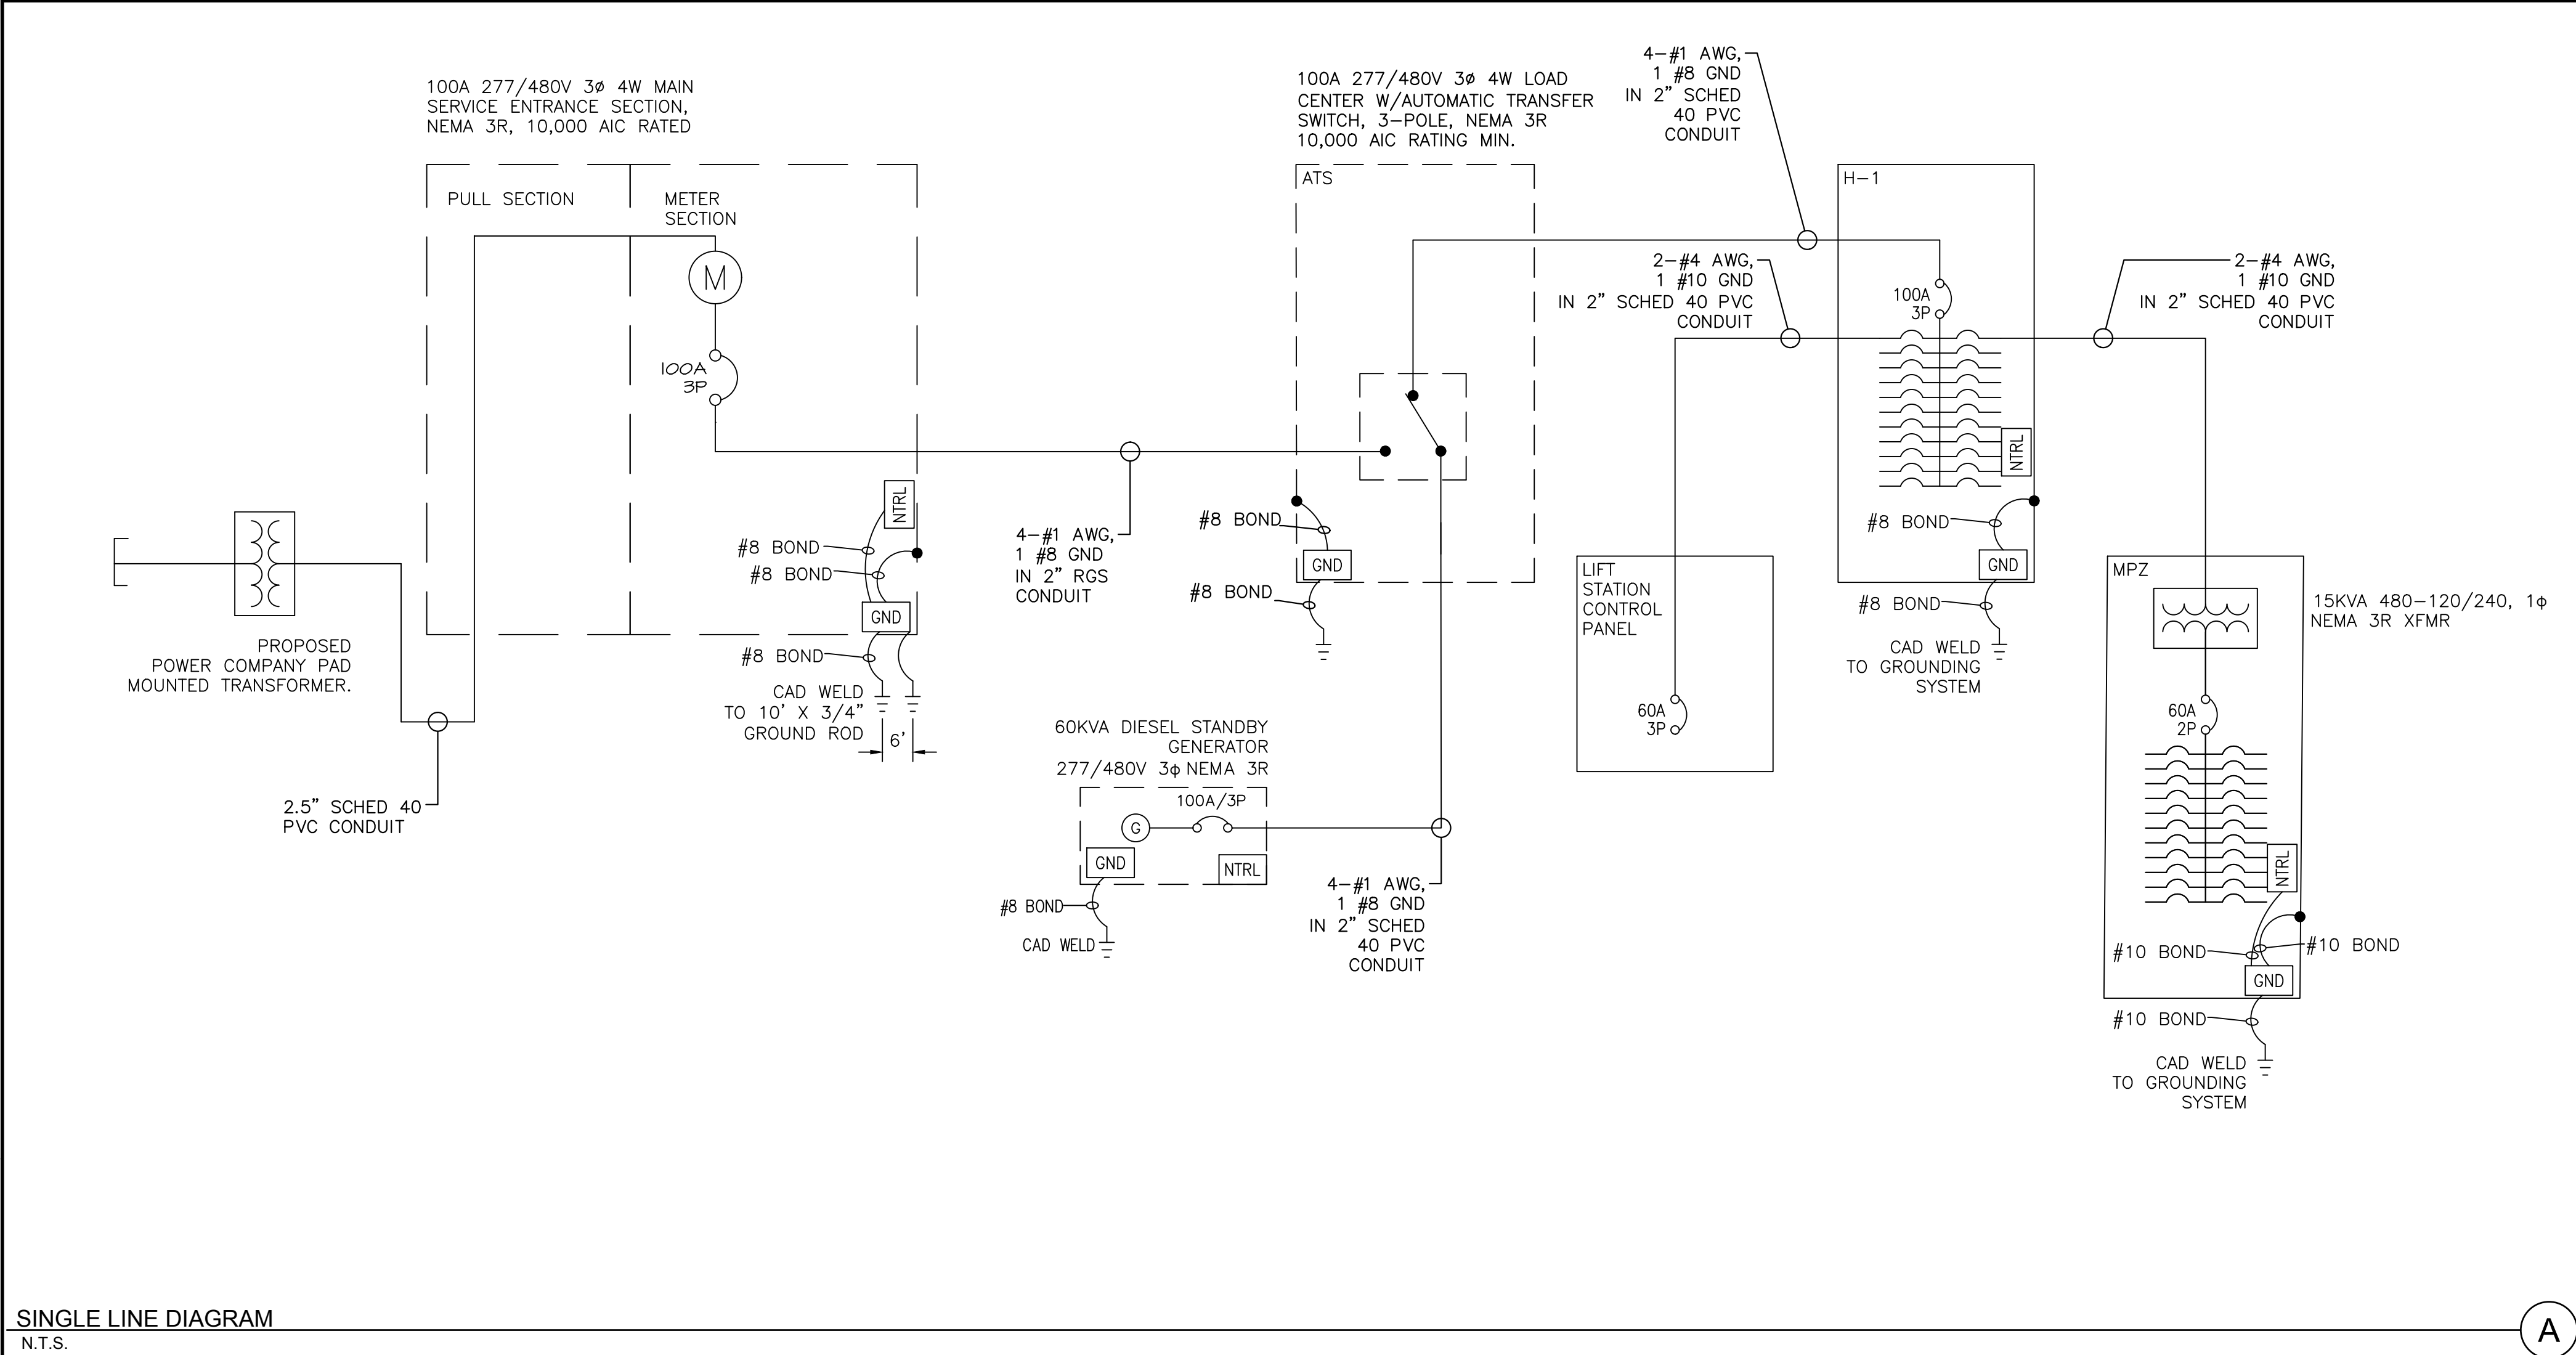 100A 277/480V 3ø 4W MAIN
SERVICE ENTRANCE SECTION,
NEMA 3R, 10,000 AIC RATED
PULL SECTION
METER
SECTION
M
100A
3P
NTRL
#8 BOND
#8 BOND
GND
#8 BOND
CAD WELD
TO 10' X 3/4"
GROUND ROD
6'
PROPOSED
POWER COMPANY PAD
MOUNTED TRANSFORMER.
2.5" SCHED 40
PVC CONDUIT
4-#1 AWG,
1 #8 GND
IN 2" RGS
CONDUIT
100A 277/480V 3ø 4W LOAD
CENTER W/AUTOMATIC TRANSFER
SWITCH, 3-POLE, NEMA 3R
10,000 AIC RATING MIN.
ATS
#8 BOND
GND
#8 BOND
60KVA DIESEL STANDBY
GENERATOR
277/480V 3ϕ NEMA 3R
100A/3P
G
GND
NTRL
#8 BOND
CAD WELD
4-#1 AWG,
1 #8 GND
IN 2" SCHED
40 PVC
CONDUIT
4-#1 AWG,
1 #8 GND
IN 2" SCHED
40 PVC
CONDUIT
2-#4 AWG,
1 #10 GND
IN 2" SCHED 40 PVC
CONDUIT
LIFT
STATION
CONTROL
PANEL
60A
3P
H-1
100A
3P
NTRL
#8 BOND
GND
#8 BOND
CAD WELD
TO GROUNDING
SYSTEM
2-#4 AWG,
1 #10 GND
IN 2" SCHED 40 PVC
CONDUIT
MPZ
15KVA 480-120/240, 1ϕ
NEMA 3R XFMR
60A
2P
NTRL
#10 BOND
#10 BOND
GND
#10 BOND
CAD WELD
TO GROUNDING
SYSTEM
SINGLE LINE DIAGRAM
N.T.S.
A